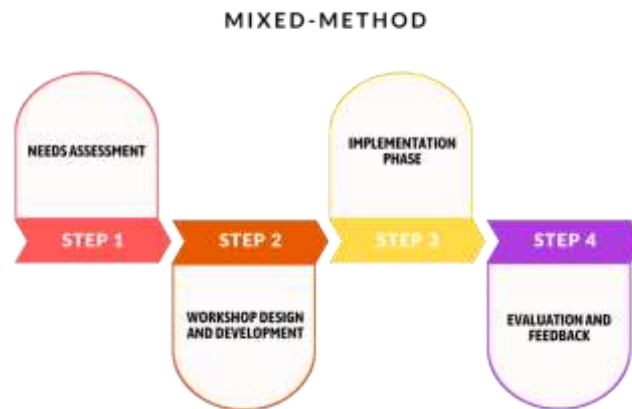 MIXED-METHOD
NEEDS ASSESSMENT
STEP 1
STEP 2
WORKSHOP DESIGN
AND DEVELOPMENT
IMPLEMENTATION
PHASE
STEP 3
STEP 4
EVALUATION AND
FEEDBACK